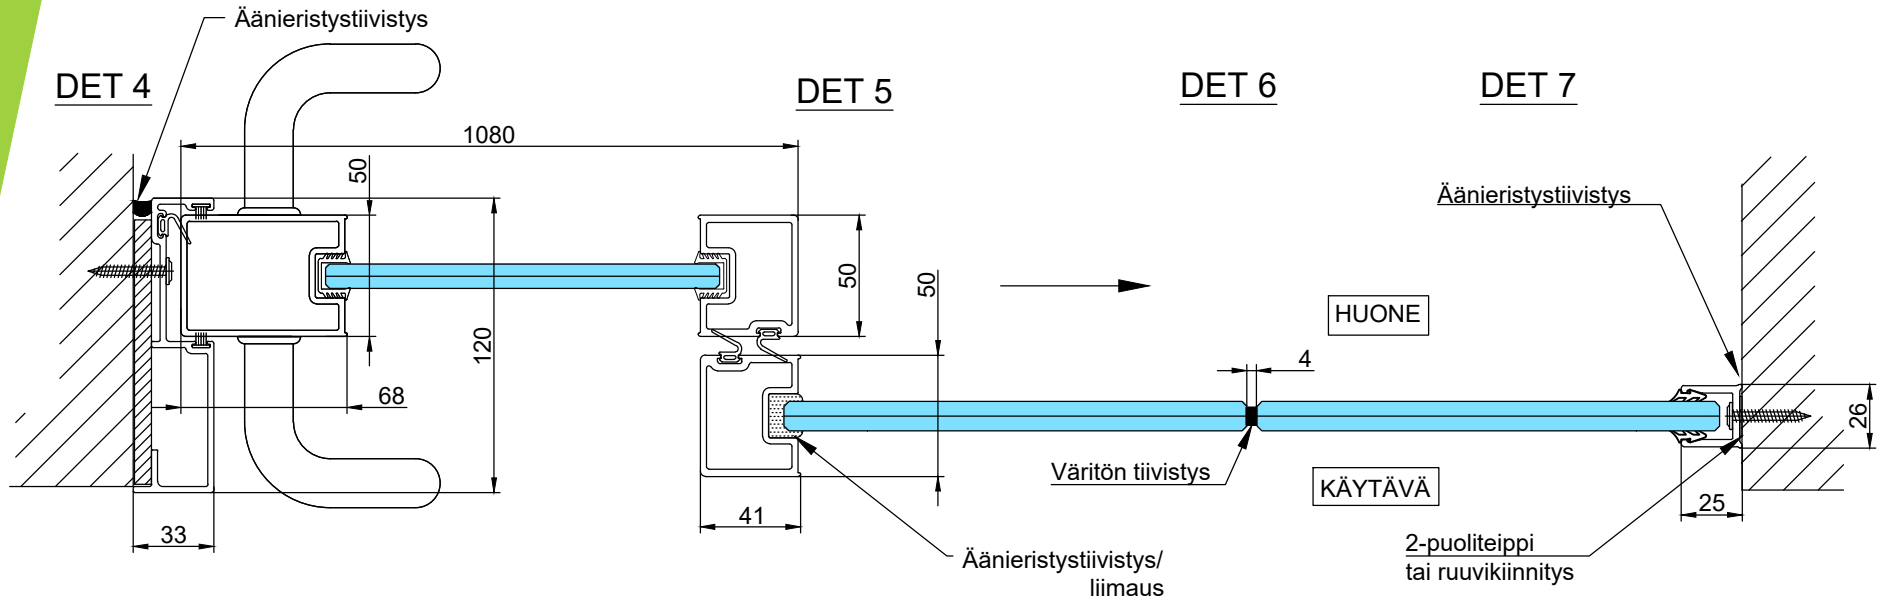 Äänieristystiivistys
DET 4
DET 5
DET 6
DET 7
1080
50
Äänieristystiivistys
50
50
HUONE
120
4
68
26
Väritön tiivistys
KÄYTÄVÄ
33
41
25
Äänieristystiivistys/
liimaus
2-puoliteippi
tai ruuvikiinnitys